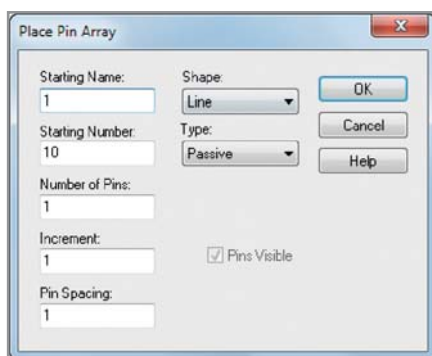 Place Pin Array
Starting Name:
1
Starting Number:
10
Number of Pins:
1
Increment:
1
Pin Spacing:
1
Shape:
Line
Type:
Passive
Pins Visible
OK
Cancel
Help